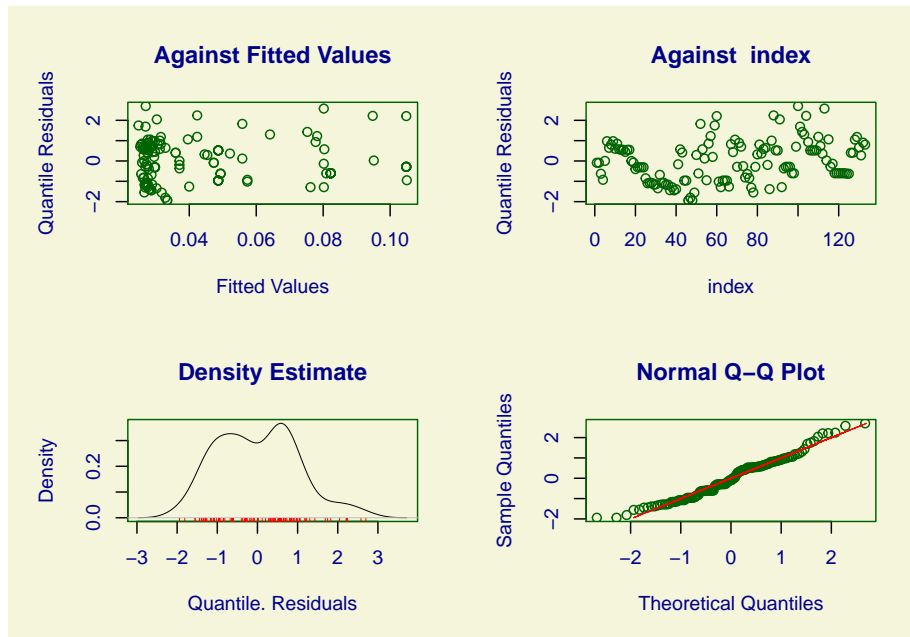 Against Fitted Values
Quantile Residuals
−2 0 2
0.04 0.06 0.08 0.10
Fitted Values
Against index
Quantile Residuals
−2 0 2
0 20 40 60 80 120
index
Density Estimate
Density
0.0 0.2
−3 −2 −1 0 1 2 3
Quantile. Residuals
Normal Q−Q Plot
Sample Quantiles
−2 0 2
−2 −1 0 1 2
Theoretical Quantiles